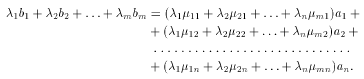 λ₁b₁ + λ₂b₂ + … + λₘbₘ = (λ₁μ₁₁ + λ₂μ₂₁ + … + λₙμₘ₁)a₁ +
+ (λ₁μ₁₂ + λ₂μ₂₂ + … + λₙμₘ₂)a₂ +
. . . . . . . . . . . . . . . . . . . . . . . . . . . . .
+ (λ₁μ₁ₙ + λ₂μ₂ₙ + … + λₙμₘₙ)aₙ.